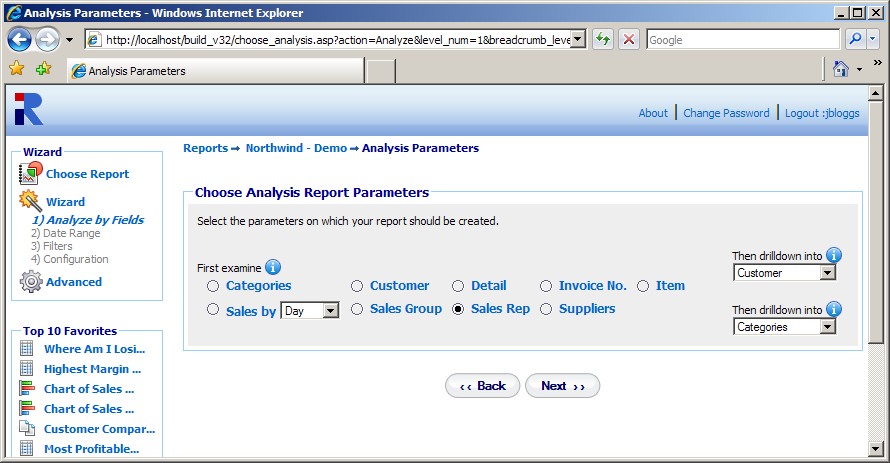 Analysis Parameters - Windows Internet Explorer
http://localhost/build_v32/choose_analysis.asp?action=Analyze&level_num=1&breadcrumb_leve
Google
Analysis Parameters
R
About | Change Password | Logout :jbloggs
Reports Northwind - Demo Analysis Parameters
Wizard
Choose Report
Wizard
1) Analyze by Fields
2) Date Range
3) Filters
4) Configuration
Advanced
Top 10 Favorites
Where Am I Losi...
Highest Margin ...
Chart of Sales ...
Chart of Sales ...
Customer Compar...
Most Profitable...
Choose Analysis Report Parameters
Select the parameters on which your report should be created.
First examine
Categories Customer Detail Invoice No. Item
Sales by Day Sales Group Sales Rep Suppliers
Then drilldown into
Customer
Then drilldown into
Categories
‹‹ Back Next ››